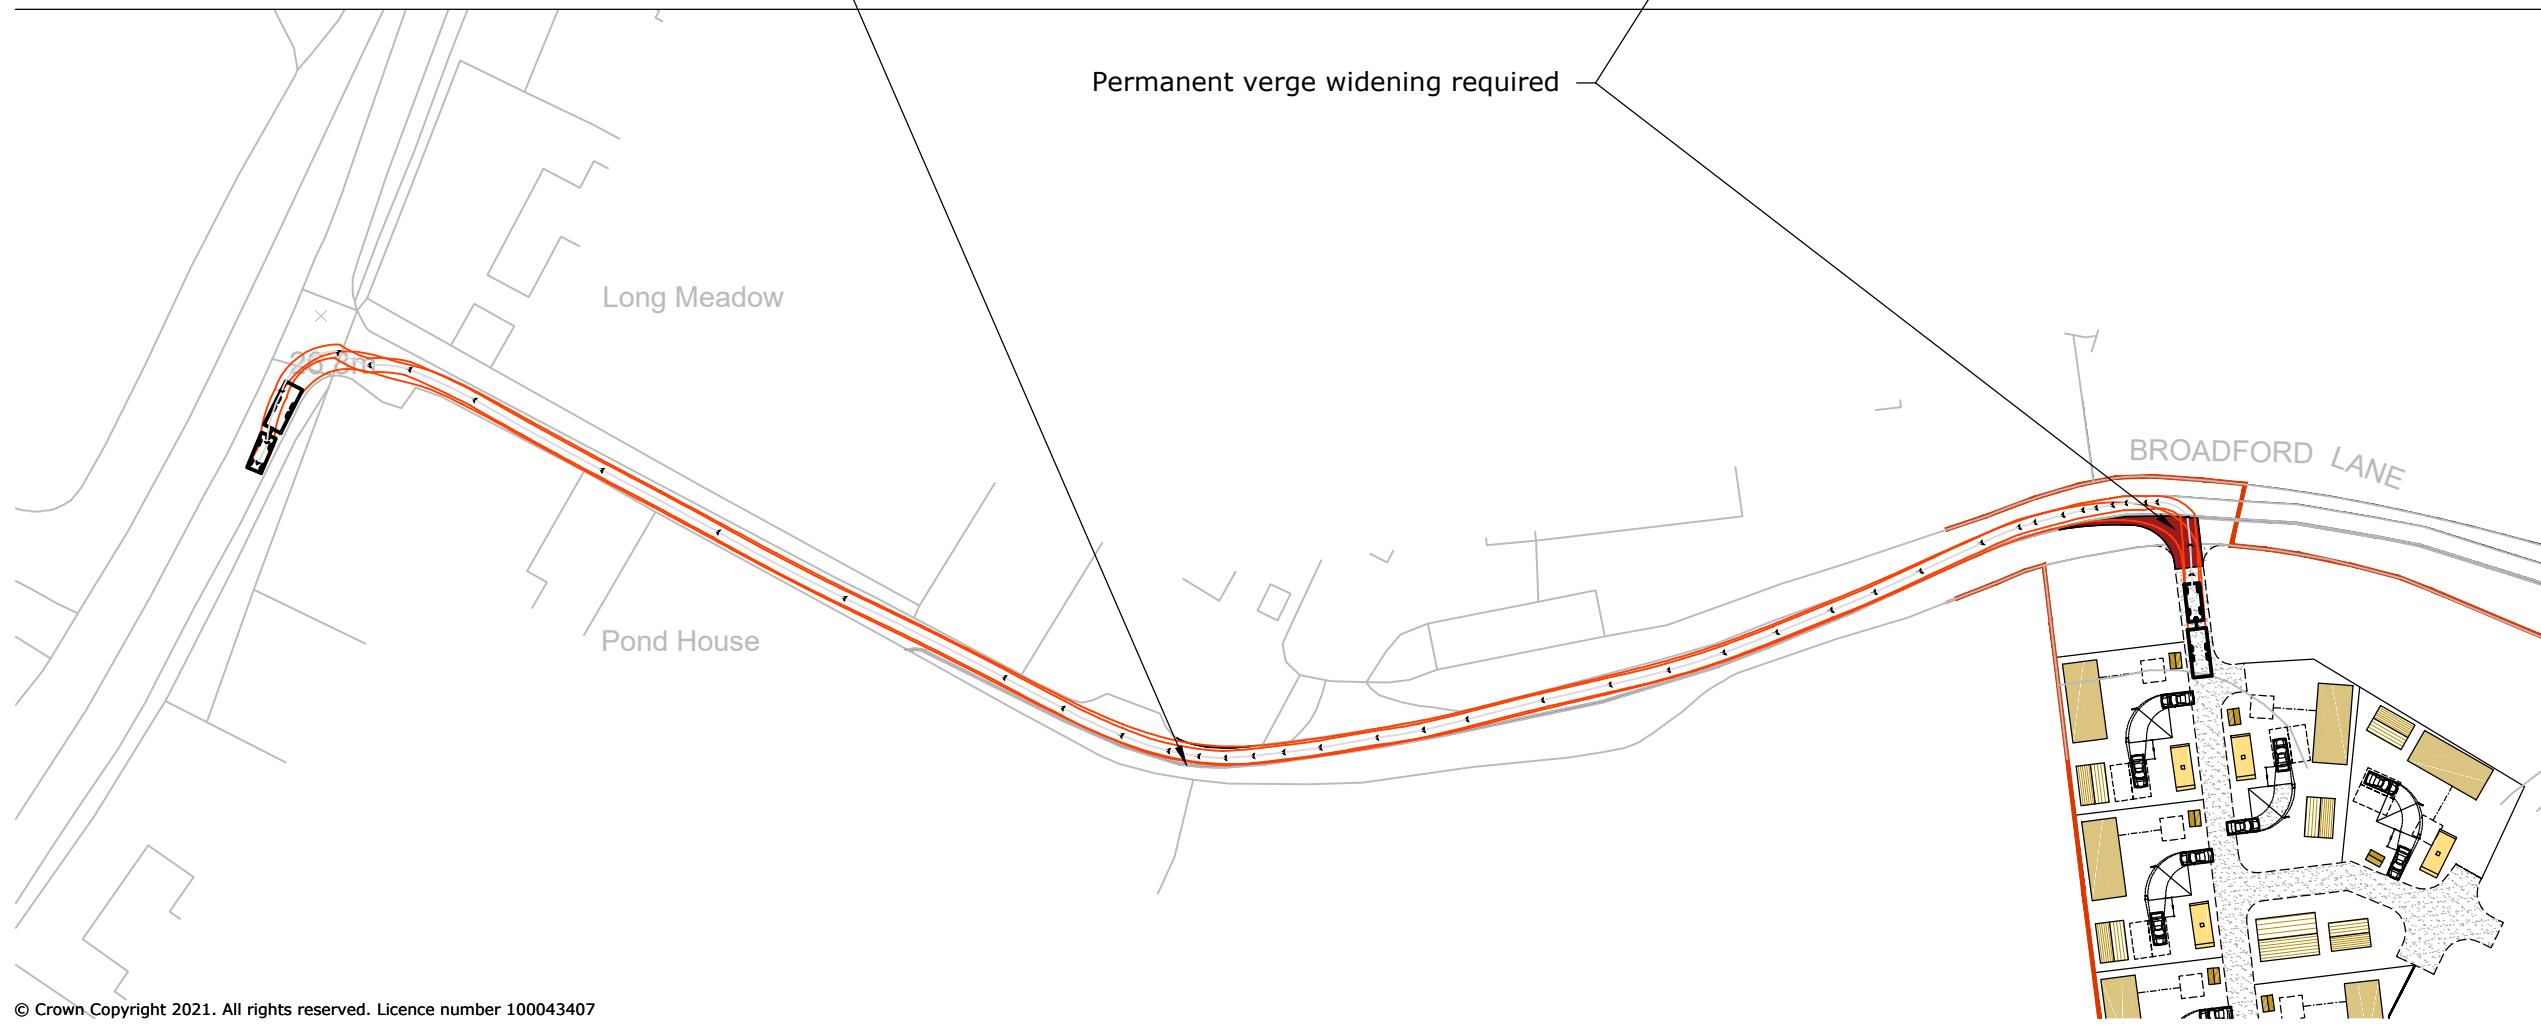 Permanent verge widening required
Long Meadow
BROADFORD LANE
Pond House
© Crown Copyright 2021. All rights reserved. Licence number 100043407